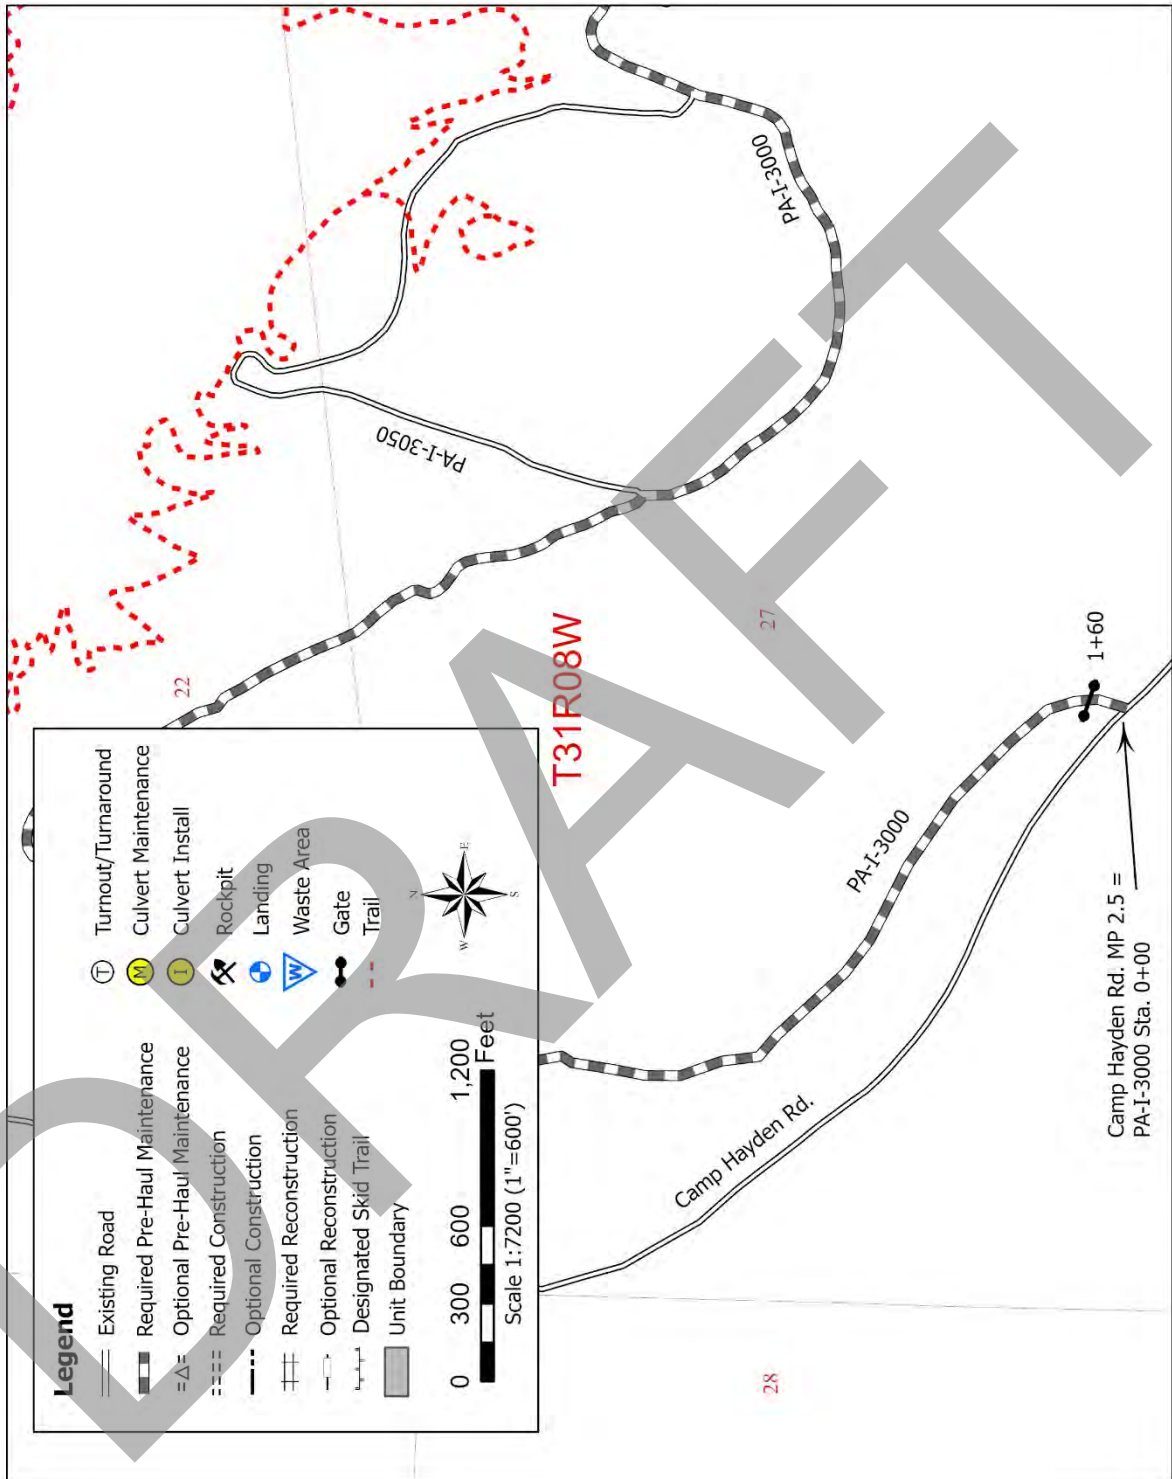 Legend
Existing Road
Required Pre-Haul Maintenance
=Δ= Optional Pre-Haul Maintenance
Required Construction
Optional Construction
Required Reconstruction
Optional Reconstruction
Designated Skid Trail
Unit Boundary
T Turnout/Turnaround
M Culvert Maintenance
I Culvert Install
Rockpit
Landing
W Waste Area
Gate
Trail
N
E
S
W
0 300 600 1,200
Feet
Scale 1:7200 (1"=600')
22
PA-I-3050
PA-I-3000
T31R08W
27
PA-I-3000
1+60
Camp Hayden Rd.
Camp Hayden Rd. MP 2.5 =
PA-I-3000 Sta. 0+00
28
DRAFT